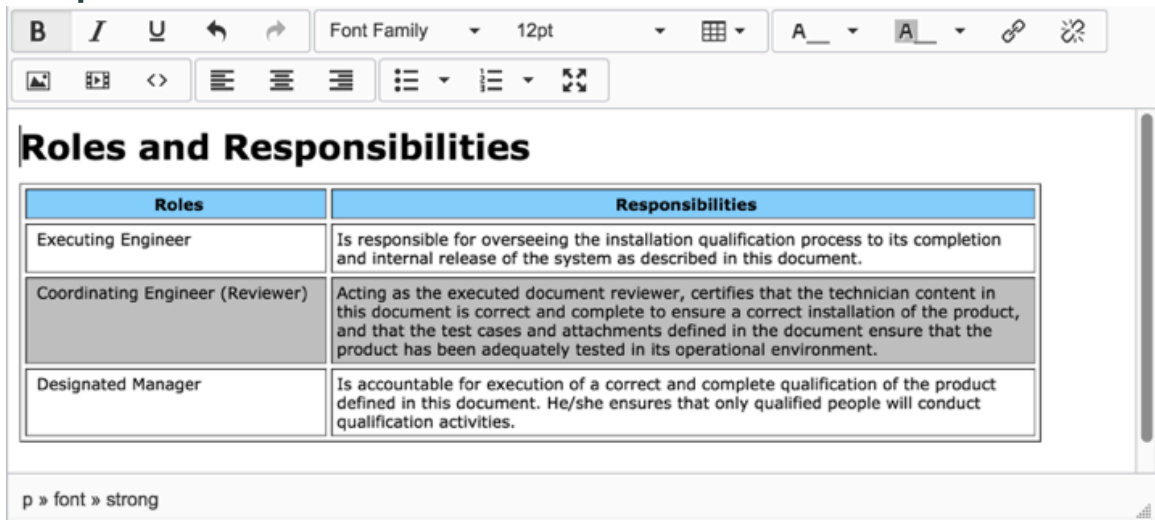 B I U Font Family 12pt A__ A__
Roles and Responsibilities
Roles Responsibilities
Executing Engineer
Is responsible for overseeing the installation qualification process to its completion
and internal release of the system as described in this document.
Coordinating Engineer (Reviewer)
Acting as the executed document reviewer, certifies that the technician content in
this document is correct and complete to ensure a correct installation of the product,
and that the test cases and attachments defined in the document ensure that the
product has been adequately tested in its operational environment.
Designated Manager
Is accountable for execution of a correct and complete qualification of the product
defined in this document. He/she ensures that only qualified people will conduct
qualification activities.
p » font » strong